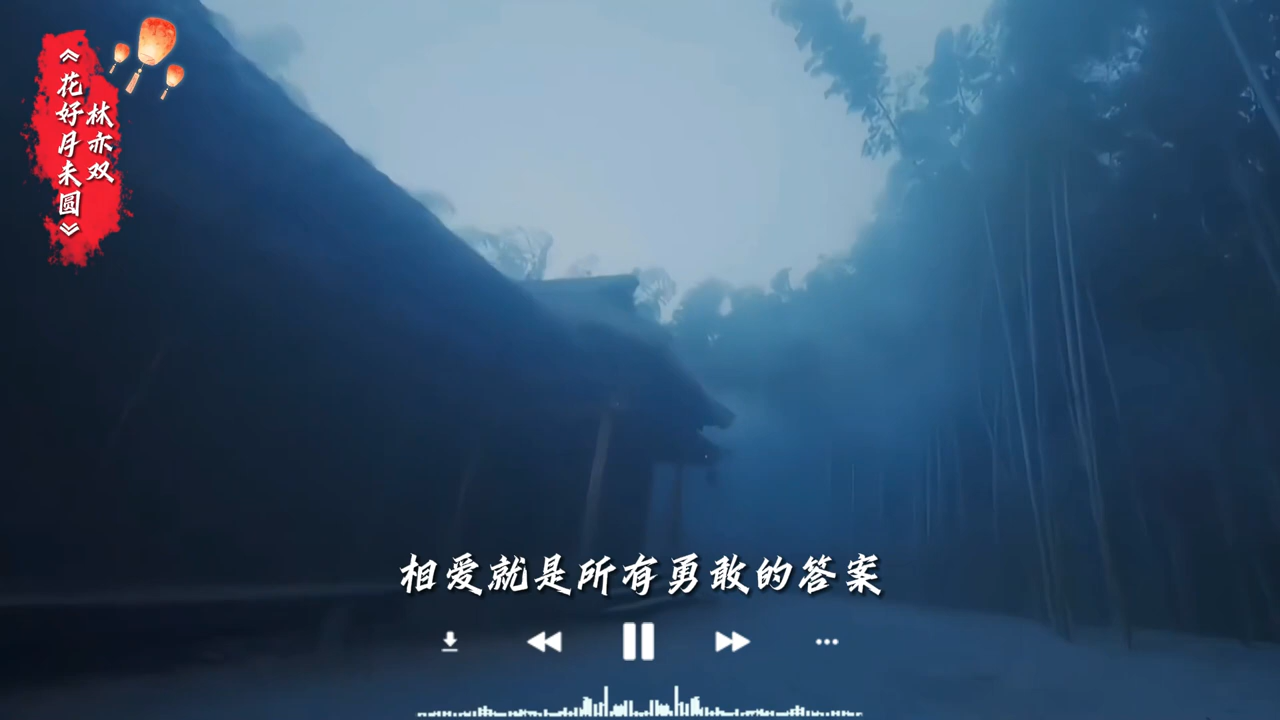 《花好月未圆》
林亦双
相爱就是所有勇敢的答案